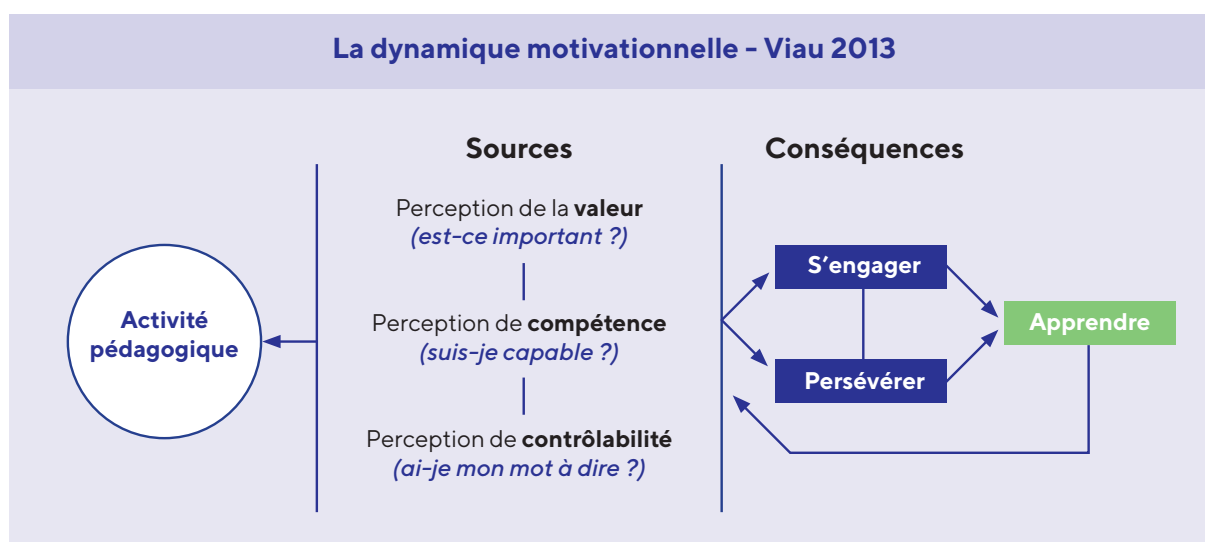 La dynamique motivationnelle - Viau 2013
Sources
Conséquences
Perception de la valeur
(est-ce important ?)
Perception de compétence
(suis-je capable ?)
Perception de contrôlabilité
(ai-je mon mot à dire ?)
Activité
pédagogique
S'engager
Persévérer
Apprendre